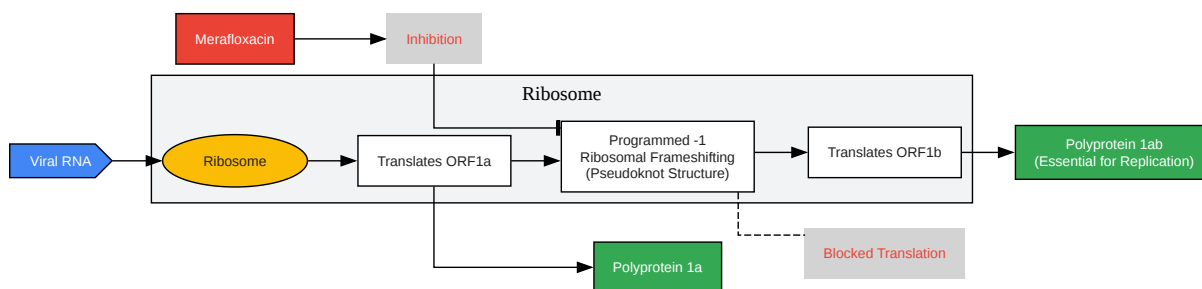 Merafloxacin
Inhibition
Ribosome
Viral RNA
Ribosome
Translates ORF1a
Programmed -1
Ribosomal Frameshifting
(Pseudoknot Structure)
Translates ORF1b
Polyprotein 1ab
(Essential for Replication)
Blocked Translation
Polyprotein 1a